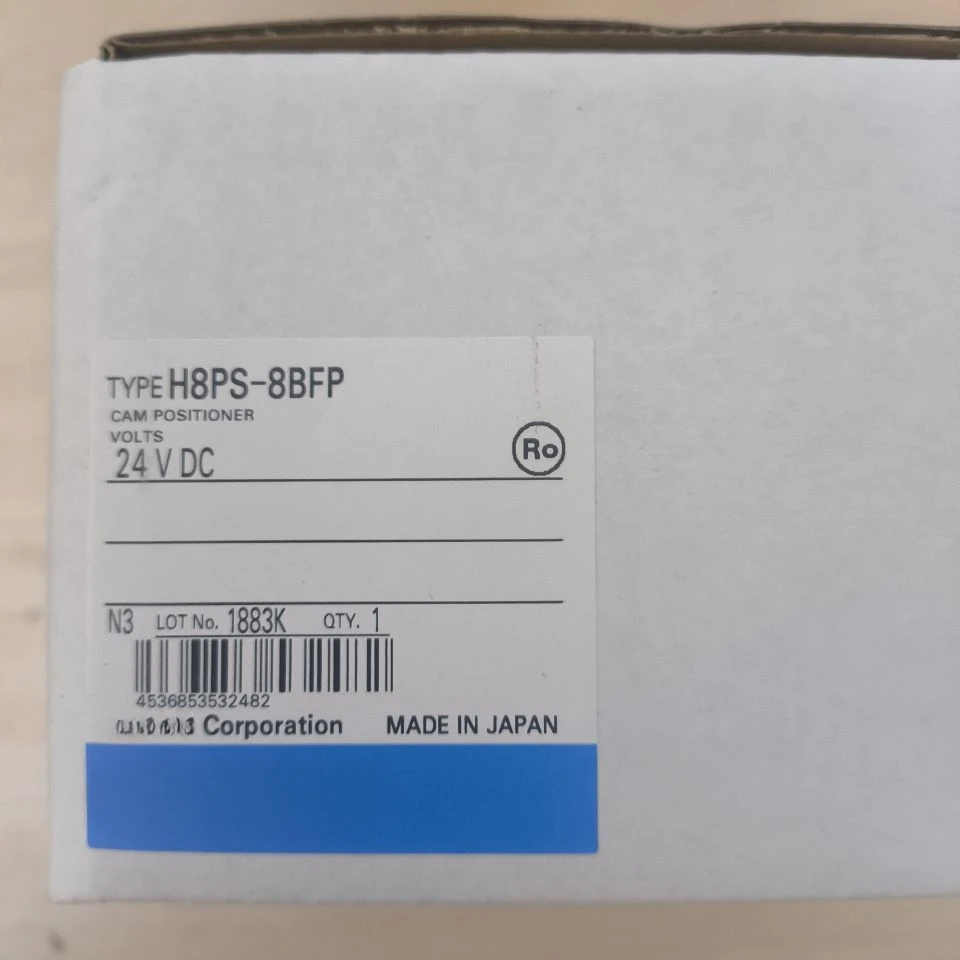 TYPE H8PS-8BFP
CAM POSITIONER
VOLTS
24 V DC
Ro
N3 LOT No. 1883K QTY. 1
4536853532482
Corporation MADE IN JAPAN